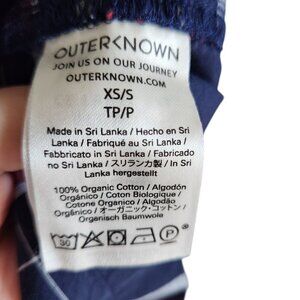 OUTERKNOWN
JOIN US ON OUR JOURNEY
OUTERKNOWN.COM
XS/S
TP/P
Made in Sri Lanka / Hecho en Sri
Lanka / Fabriqué au Sri Lanka /
Fabbricato in Sri Lanka / Fabricado
no Sri Lanka / スリランカ製 / In Sri
Lanka hergestellt
100% Organic Cotton / Algodón
Orgánico / Coton Biologique /
Cotone Organico / Algodão
Orgânico / オーガニック・コットン /
Organisch Baumwolle
30
P